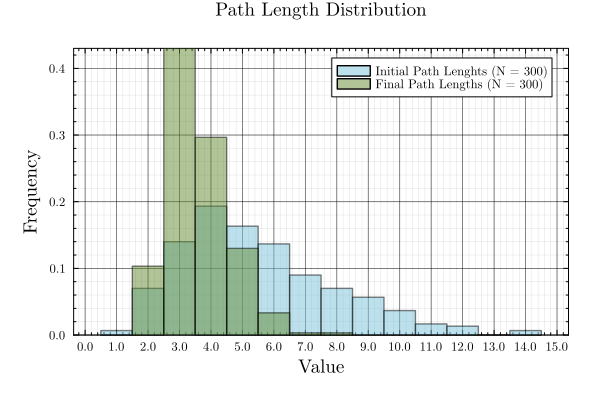 Path Length Distribution
Initial Path Lenghts (N = 300)
Final Path Lengths (N = 300)
Frequency
0.4
0.3
0.2
0.1
0.0
0.0 1.0 2.0 3.0 4.0 5.0 6.0 7.0 8.0 9.0 10.0 11.0 12.0 13.0 14.0 15.0
Value